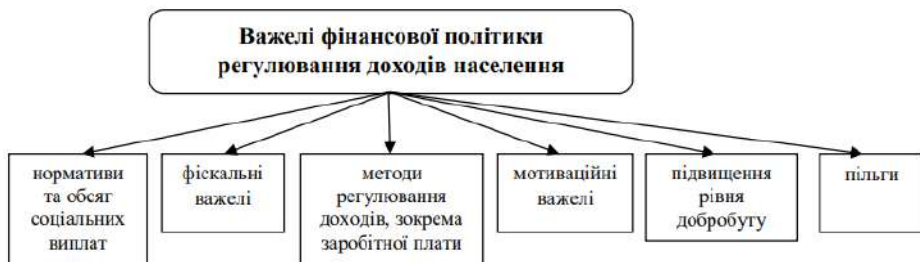 Важелі фінансової політики
регулювання доходів населення
нормативи
та обсяг
соціальних
виплат
фіскальні
важелі
методи
регулювання
доходів, зокрема
заробітної плати
мотиваційні
важелі
підвищення
рівня
добробуту
пільги